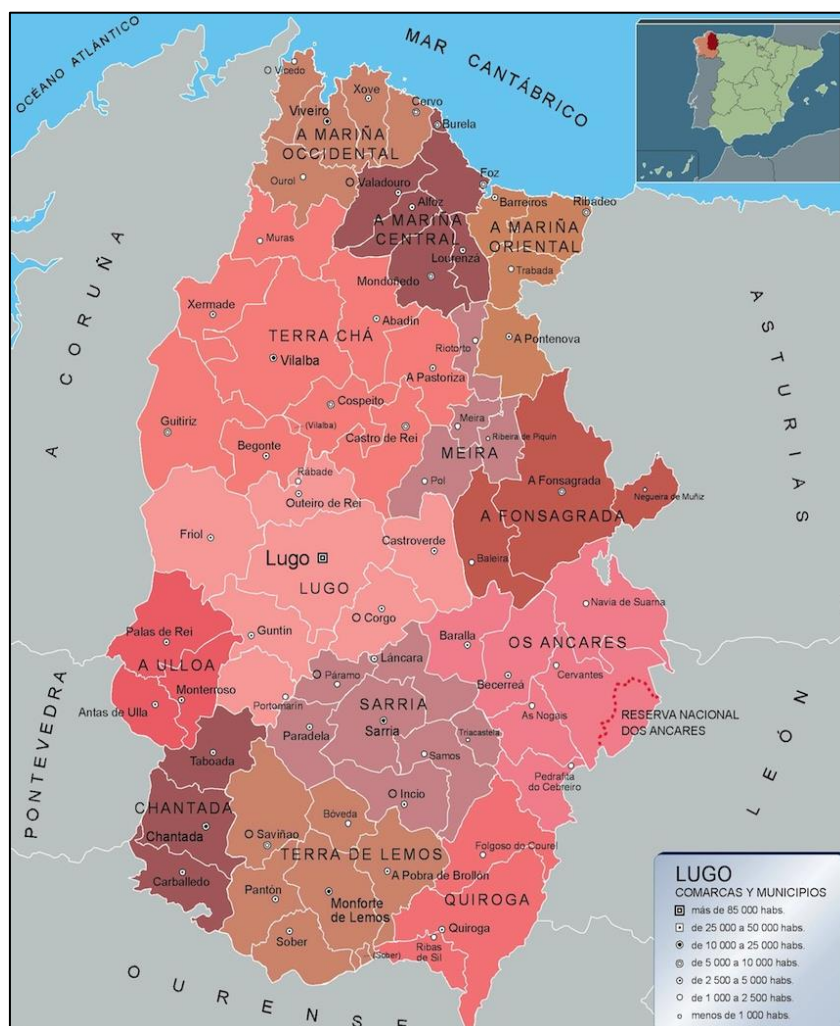 OCÉANO ATLÁNTICO
MAR CANTÁBRICO
O Vicedo
Xove
Cervo
Viveiro
Burela
A MARIÑA
OCCIDENTAL
Foz
Ourol
O Valadouro
Alfoz
Barreiros
Ribadeo
A MARIÑA
CENTRAL
A MARIÑA
ORIENTAL
Muras
Lourenzá
Mondoñedo
Trabada
A CORUÑA
ASTURIAS
Xermade
Abadín
TERRA CHÁ
Riotorto
A Pontenova
Vilalba
A Pastoriza
Cospeito
(Vilalba)
Guitiriz
Castro de Rei
Meira
Ribeira de Piquín
Begonte
MEIRA
Rábade
Pol
A Fonsagrada
Outeiro de Rei
Negueira de Muñiz
A FONSAGRADA
Friol
Castroverde
Lugo
LUGO
Baleira
Navia de Suarna
O Corgo
Palas de Rei
Guntín
Baralla
OS ANCARES
A ULLOA
Láncara
Cervantes
O Páramo
Becerreá
Monterroso
Antas de Ulla
Portomarín
SARRIA
Sarria
As Nogais
RESERVA NACIONAL
DOS ANCARES
Paradela
Triacastela
Samos
PONTEVEDRA
LEÓN
Taboada
Pedrafita
do Cebreiro
O Incio
CHANTADA
Chantada
Bóveda
O Saviñao
TERRA DE LEMOS
Folgoso do Courel
Carballedo
A Pobra de Brollón
Pantón
Monforte
de Lemos
QUIROGA
Quiroga
Sober
Ribas
de Sil
(Sober)
OURENSE
LUGO
COMARCAS Y MUNICIPIOS
más de 85 000 habs.
de 25 000 a 50 000 habs.
de 10 000 a 25 000 habs.
de 5 000 a 10 000 habs.
de 2 500 a 5 000 habs.
de 1 000 a 2 500 habs.
menos de 1 000 habs.